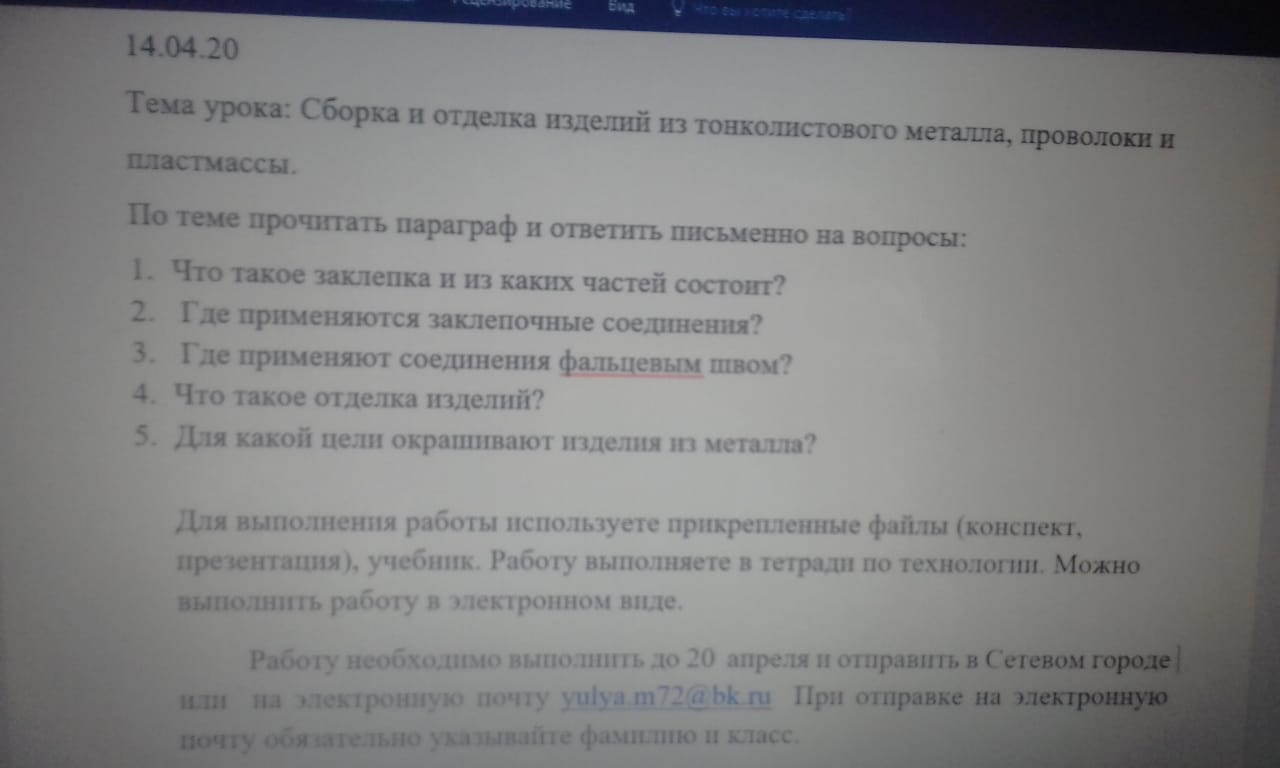 Рецензирование Вид Что вы хотите сделать?
14.04.20
Тема урока: Сборка и отделка изделий из тонколистового металла, проволоки и
пластмассы.
По теме прочитать параграф и ответить письменно на вопросы:
1. Что такое заклепка и из каких частей состоит?
2. Где применяются заклепочные соединения?
3. Где применяют соединения фальцевым швом?
4. Что такое отделка изделий?
5. Для какой цели окрашивают изделия из металла?
Для выполнения работы используете прикрепленные файлы (конспект,
презентация), учебник. Работу выполняете в тетради по технологии. Можно
выполнить работу в электронном виде.
Работу необходимо выполнить до 20 апреля и отправить в Сетевом городе
или на электронную почту yulya.m72@bk.ru При отправке на электронную
почту обязательно указывайте фамилию и класс.